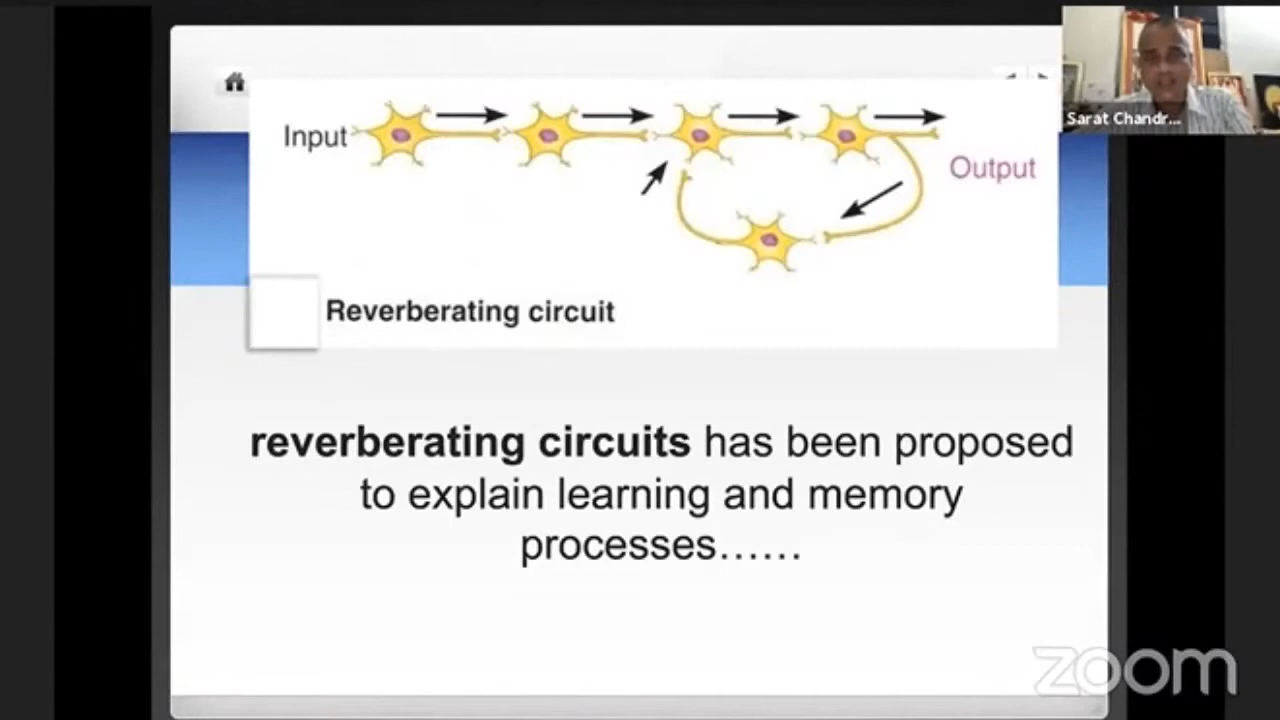 Sarat Chandr...
Input
Output
Reverberating circuit
reverberating circuits has been proposed
to explain learning and memory
processes......
zoom